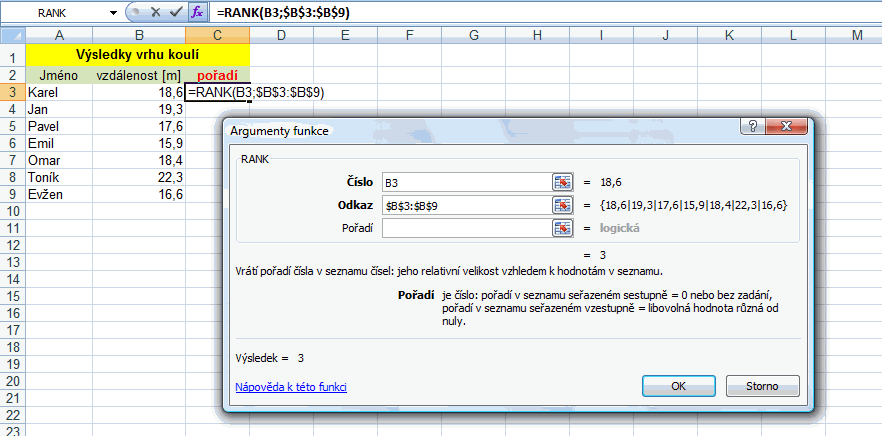 RANK =RANK(B3;$B$3:$B$9)
A B C D E F G H I J K L M
1 Výsledky vrhu koulí
2 Jméno vzdálenost [m] pořadí
3 Karel 18,6 =RANK(B3;$B$3:$B$9)
4 Jan 19,3
5 Pavel 17,6
6 Emil 15,9
7 Omar 18,4
8 Toník 22,3
9 Evžen 16,6
10
11
12
13
14
15
16
17
18
19
20
21
22
23
Argumenty funkce
RANK
Číslo B3 = 18,6
Odkaz $B$3:$B$9 = {18,6|19,3|17,6|15,9|18,4|22,3|16,6}
Pořadí = logická
= 3
Vrátí pořadí čísla v seznamu čísel: jeho relativní velikost vzhledem k hodnotám v seznamu.
Pořadí je číslo: pořadí v seznamu seřazeném sestupně = 0 nebo bez zadání,
pořadí v seznamu seřazeném vzestupně = libovolná hodnota různá od
nuly.
Výsledek = 3
Nápověda k této funkci OK Storno